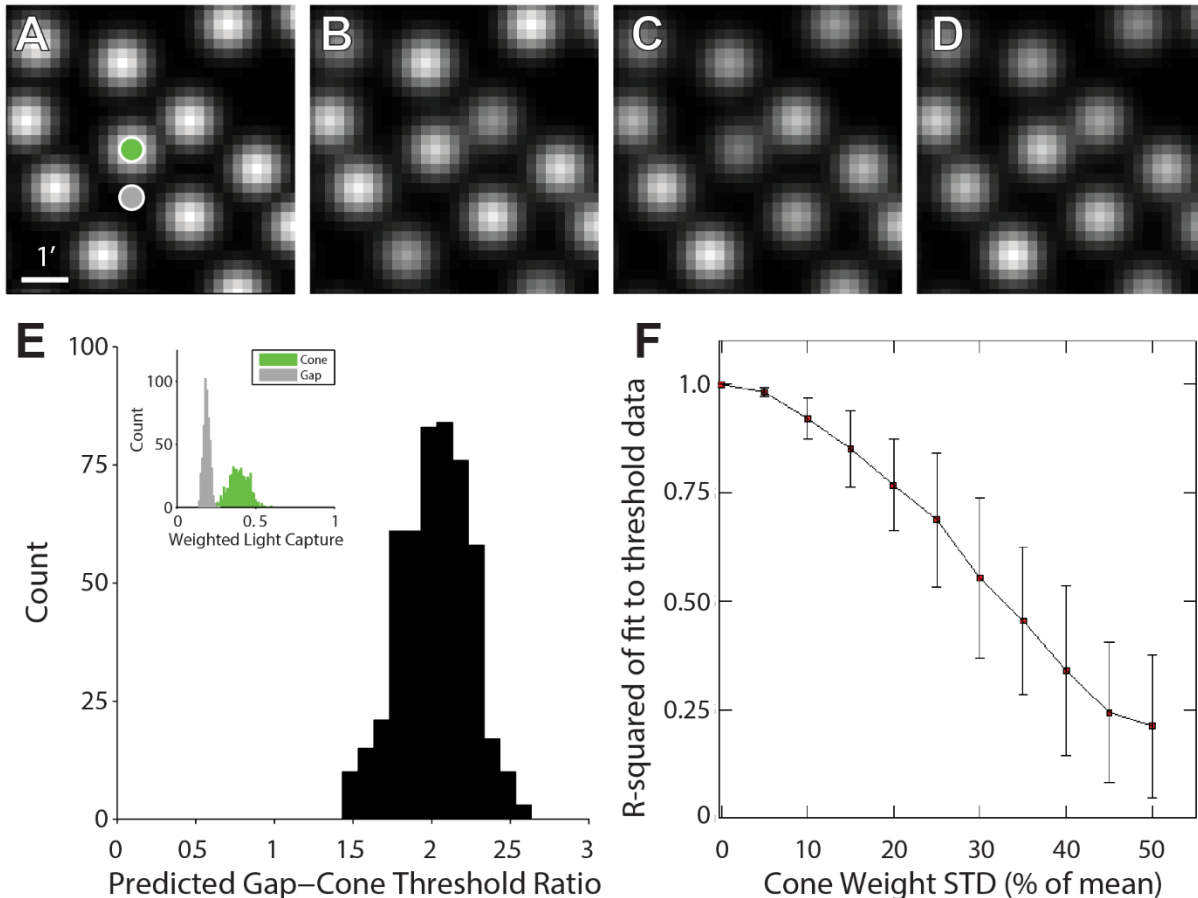 A
B
C
D
1′
E
100
75
50
25
0
Count
0 0.5 1 1.5 2 2.5 3
Predicted Gap–Cone Threshold Ratio
Cone
Gap
100
50
0
Count
0 0.5 1
Weighted Light Capture
F
1.0
0.75
0.50
0.25
0
R-squared of fit to threshold data
0 10 20 30 40 50
Cone Weight STD (% of mean)